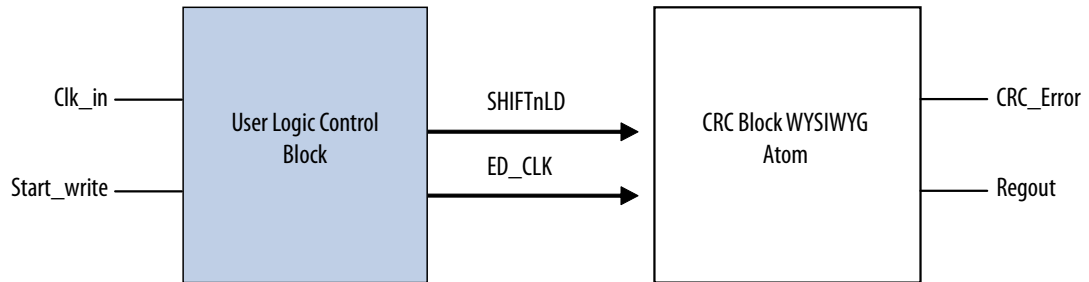 Clk_in
Start_write
User Logic Control
Block
SHIFTnLD
ED_CLK
CRC Block WYSIWYG
Atom
CRC_Error
Regout